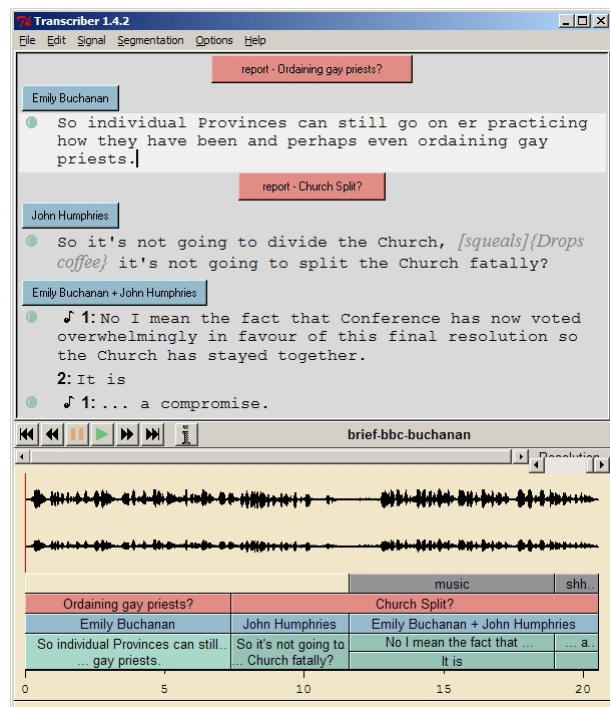 Transcriber 1.4.2
File Edit Signal Segmentation Options Help
report - Ordaining gay priests?
Emily Buchanan
So individual Provinces can still go on er practicing
how they have been and perhaps even ordaining gay
priests.
report - Church Split?
John Humphries
So it's not going to divide the Church, [squeals]{Drops
coffee} it's not going to split the Church fatally?
Emily Buchanan + John Humphries
♪ 1: No I mean the fact that Conference has now voted
overwhelmingly in favour of this final resolution so
the Church has stayed together.
2: It is
♪ 1: ... a compromise.
brief-bbc-buchanan
Resolution
music shh..
Ordaining gay priests? Church Split?
Emily Buchanan John Humphries Emily Buchanan + John Humphries
So individual Provinces can still.. So it's not going to No I mean the fact that ... ... a..
... gay priests. ... Church fatally? It is
0 5 10 15 20